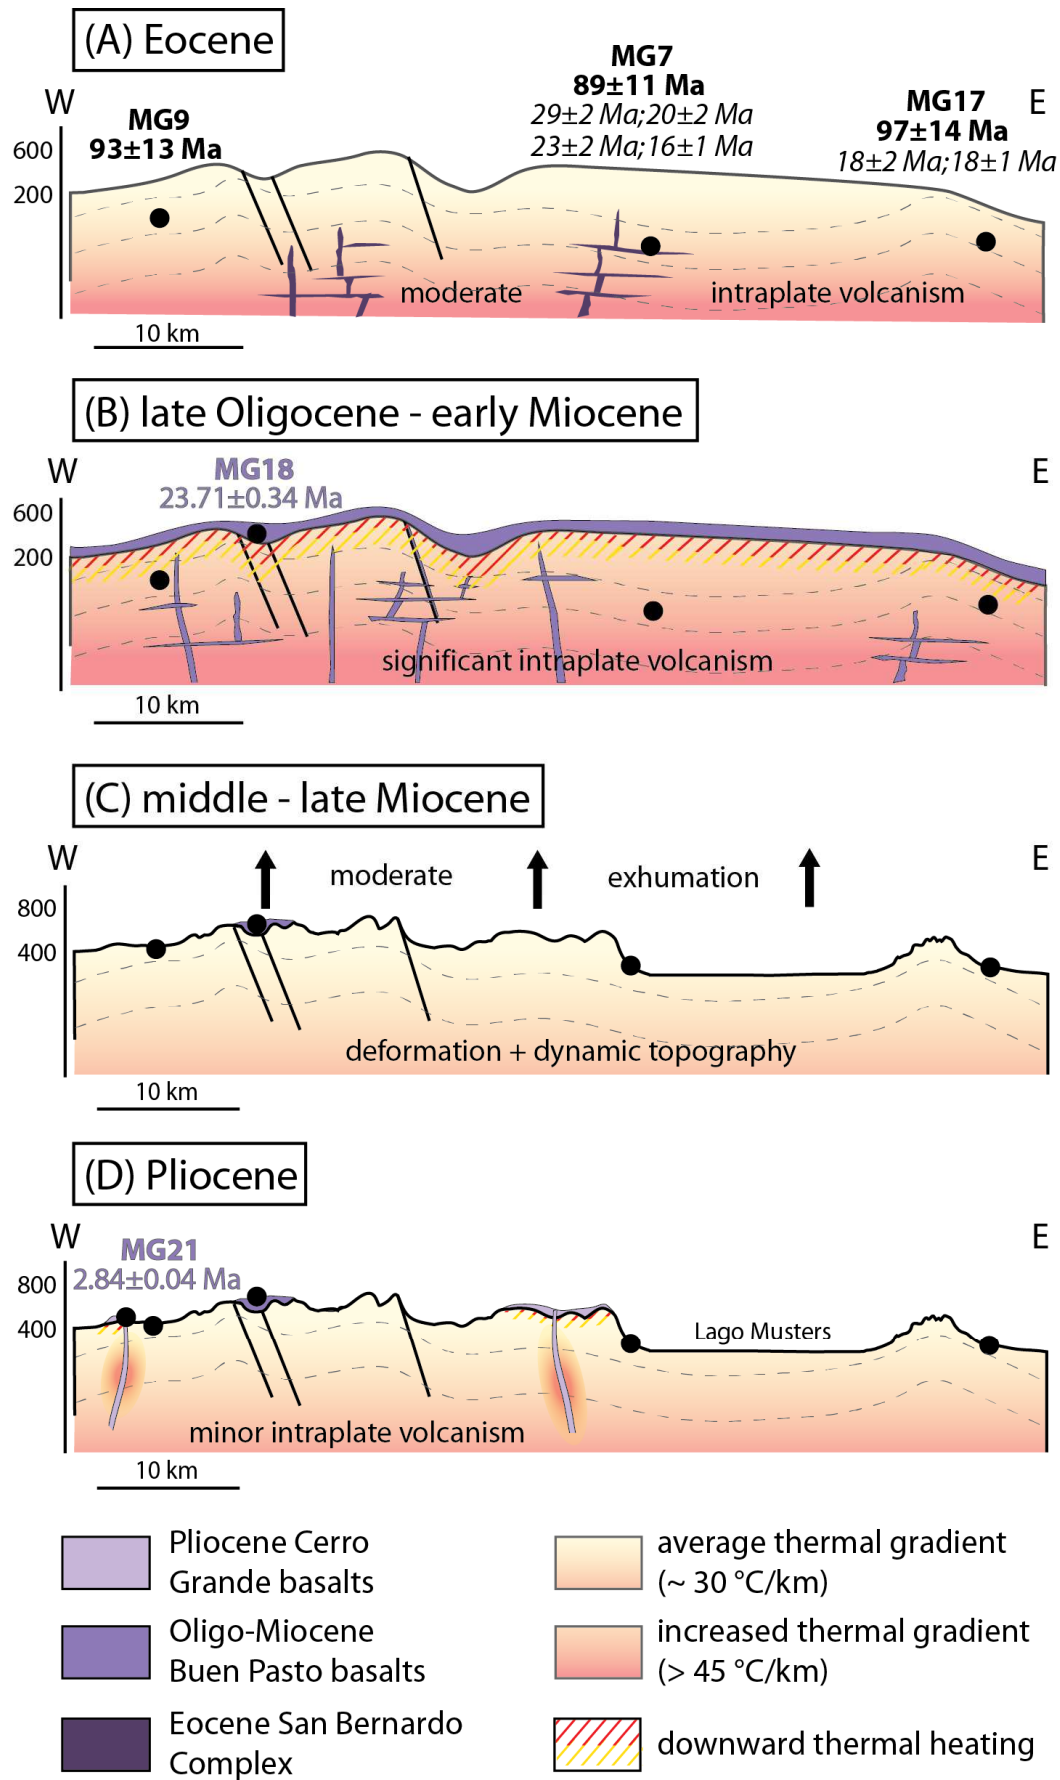 (A) Eocene
W
E
MG9
93±13 Ma
MG7
89±11 Ma
29±2 Ma;20±2 Ma
23±2 Ma;16±1 Ma
MG17
97±14 Ma
18±2 Ma;18±1 Ma
600
200
moderate
intraplate volcanism
10 km
(B) late Oligocene - early Miocene
W
E
MG18
23.71±0.34 Ma
600
200
significant intraplate volcanism
10 km
(C) middle - late Miocene
W
E
moderate
exhumation
800
400
deformation + dynamic topography
10 km
(D) Pliocene
W
E
MG21
2.84±0.04 Ma
800
400
Lago Musters
minor intraplate volcanism
10 km
Pliocene Cerro
Grande basalts
Oligo-Miocene
Buen Pasto basalts
Eocene San Bernardo
Complex
average thermal gradient
(~ 30 °C/km)
increased thermal gradient
(> 45 °C/km)
downward thermal heating